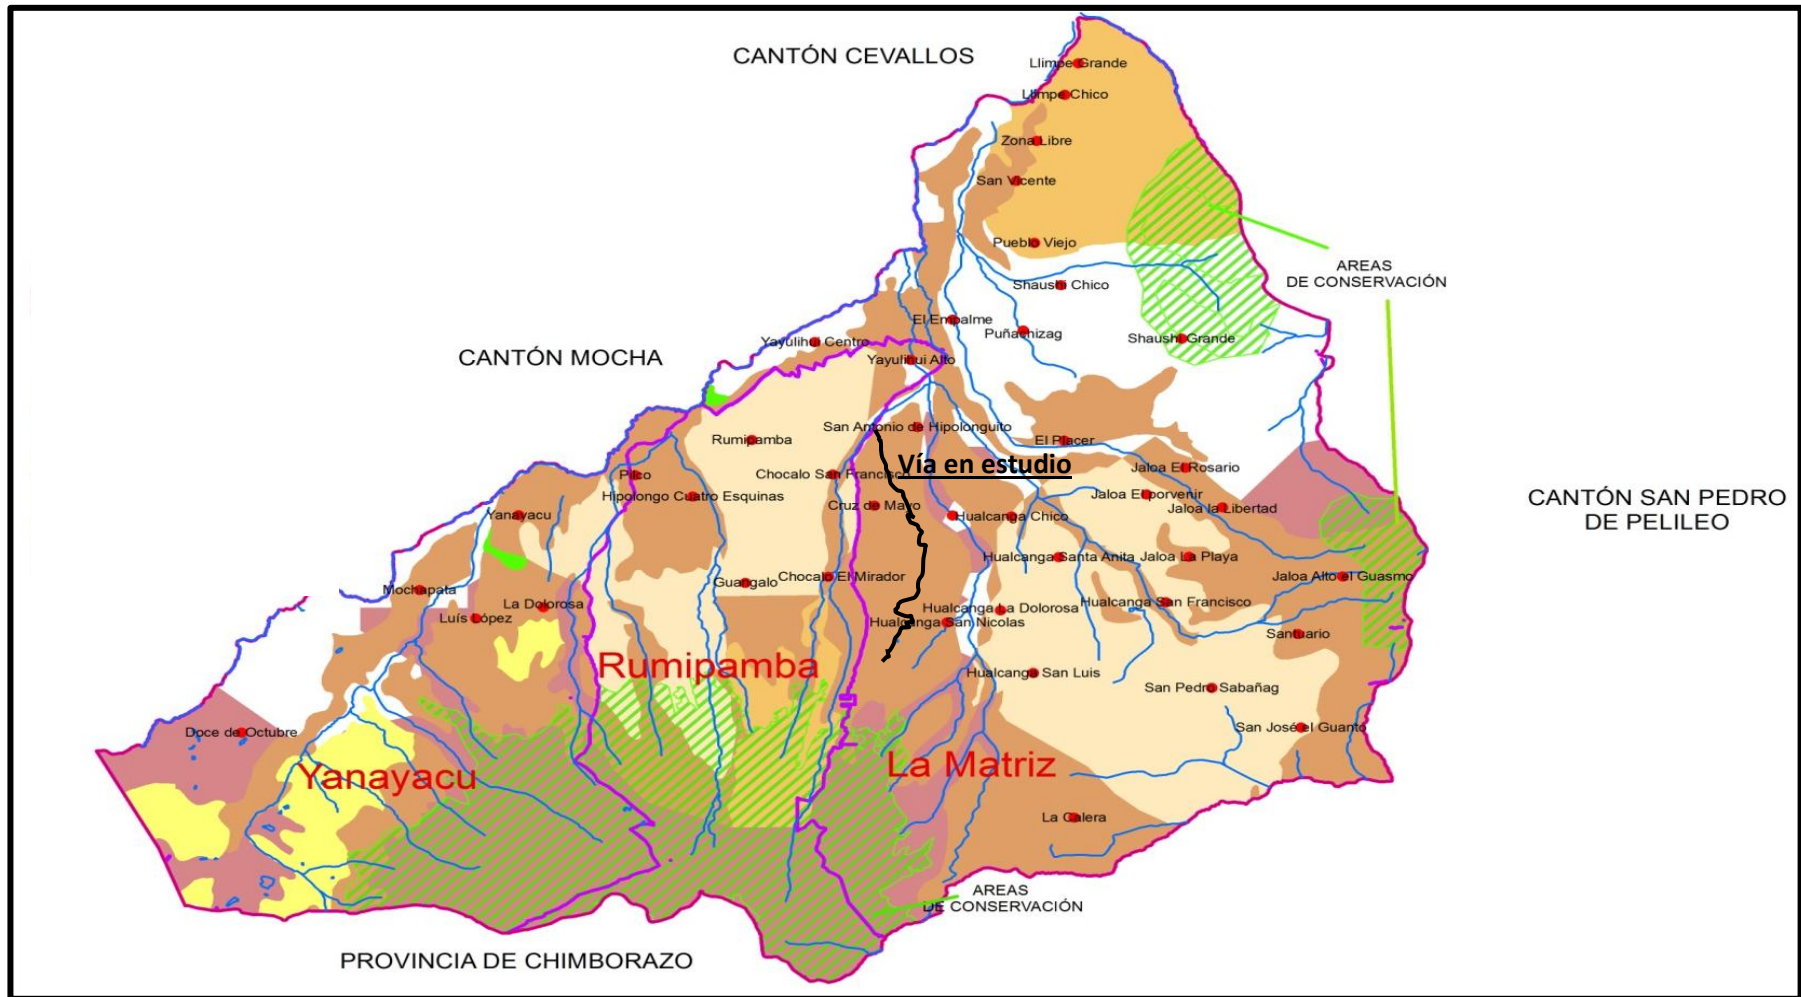 CANTÓN CEVALLOS
Llimpe Grande
Llimpe Chico
Zona Libre
San Vicente
Pueblo Viejo
AREAS
DE CONSERVACIÓN
Shaushi Chico
El Empalme
Puñachizag
Shaushi Grande
Yayulihui Centro
CANTÓN MOCHA
Yayulihui Alto
San Antonio de Hipolonguito
Rumipamba
El Placer
Vía en estudio
Jaloa El Rosario
Pilco
Chocalo San Francisco
Hipolongo Cuatro Esquinas
Jaloa El porvenir
CANTÓN SAN PEDRO
DE PELILEO
Cruz de Mayo
Jaloa la Libertad
Yanayacu
Hualcanga Chico
Hualcanga Santa Anita
Jaloa La Playa
Guangalo
Chocalo El Mirador
Jaloa Alto el Guasmo
Mochapata
La Dolorosa
Hualcanga La Dolorosa
Hualcanga San Francisco
Luís López
Hualcanga San Nicolas
Santuario
Rumipamba
Hualcanga San Luis
San Pedro Sabañag
Doce de Octubre
San José el Guanto
Yanayacu
La Matriz
La Calera
AREAS
DE CONSERVACIÓN
PROVINCIA DE CHIMBORAZO